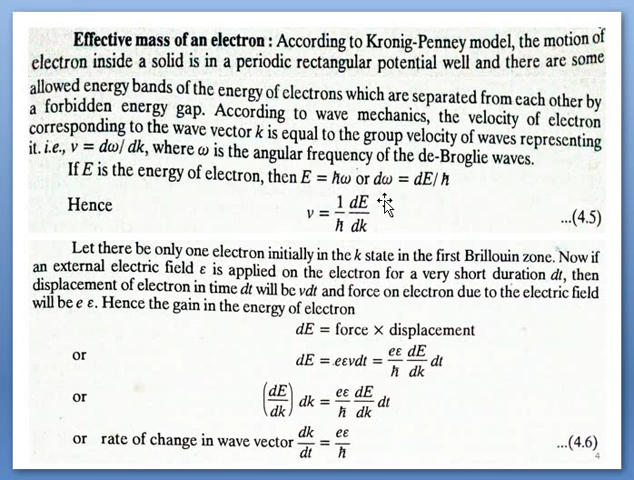 Effective mass of an electron : According to Kronig-Penney model, the motion of
electron inside a solid is in a periodic rectangular potential well and there are some
allowed energy bands of the energy of electrons which are separated from each other by
a forbidden energy gap. According to wave mechanics, the velocity of electron
corresponding to the wave vector k is equal to the group velocity of waves representing
it. i.e., v = dω/ dk, where ω is the angular frequency of the de-Broglie waves.
If E is the energy of electron, then E = ℏω or dω = dE/ ℏ
Hence v = 1/ℏ dE/dk ...(4.5)
Let there be only one electron initially in the k state in the first Brillouin zone. Now if
an external electric field ε is applied on the electron for a very short duration dt, then
displacement of electron in time dt will be vdt and force on electron due to the electric field
will be e ε. Hence the gain in the energy of electron
dE = force × displacement
or dE = eεvdt = eε/ℏ dE/dk dt
or (dE/dk) dk = eε/ℏ dE/dk dt
or rate of change in wave vector dk/dt = eε/ℏ ...(4.6)
4